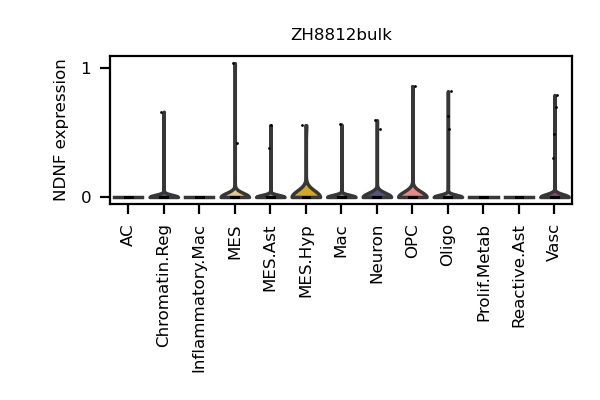 ZH8812bulk
NDNF expression
1
0
AC
Chromatin.Reg
Inflammatory.Mac
MES
MES.Ast
MES.Hyp
Mac
Neuron
OPC
Oligo
Prolif.Metab
Reactive.Ast
Vasc